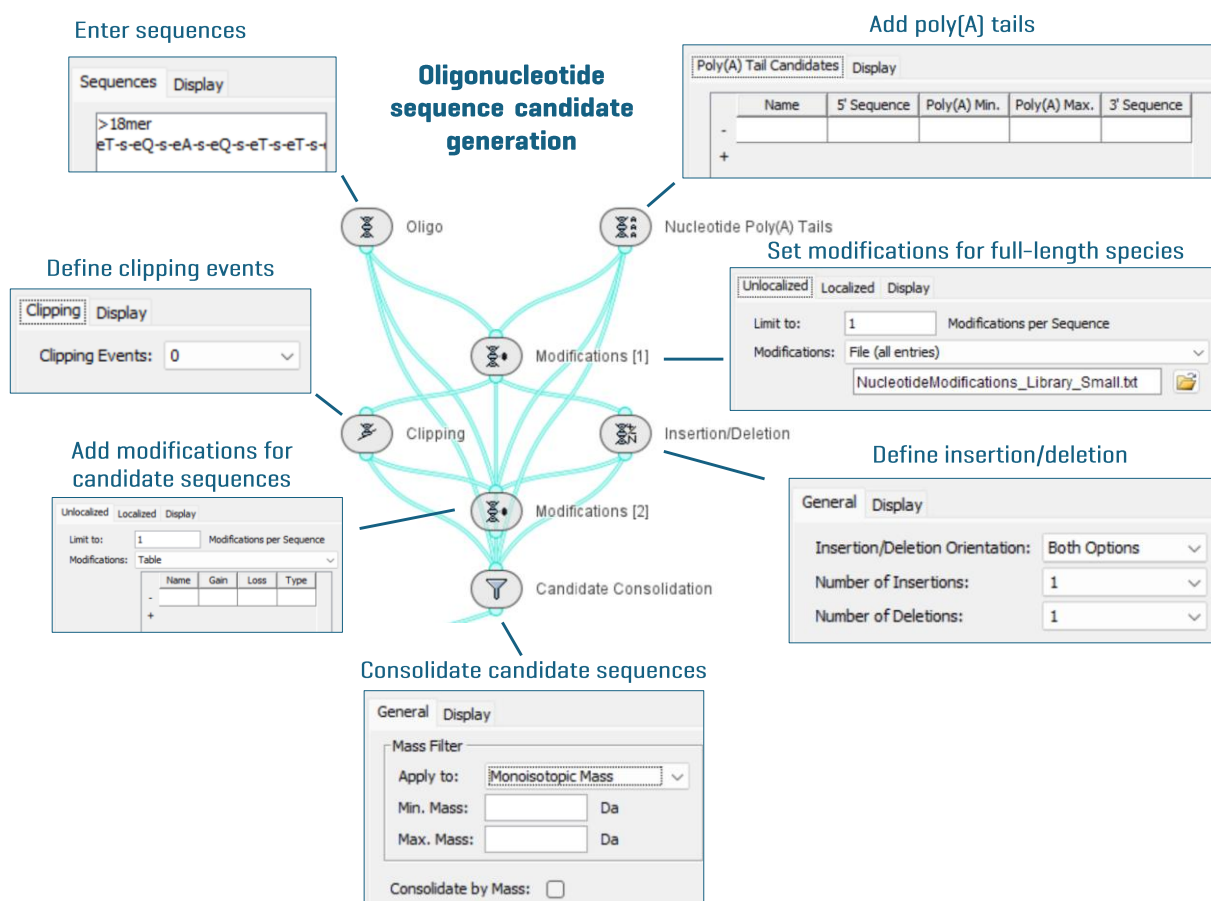 Enter sequences
Sequences Display
>18mer
eT-s-eQ-s-eA-s-eQ-s-eT-s-eT-s-
Oligonucleotide
sequence candidate
generation
Add poly(A) tails
Poly(A) Tail Candidates Display
Name 5' Sequence Poly(A) Min. Poly(A) Max. 3' Sequence
-
+
Oligo
Nucleotide Poly(A) Tails
Define clipping events
Clipping Display
Clipping Events: 0
Set modifications for full-length species
Unlocalized Localized Display
Limit to: 1 Modifications per Sequence
Modifications: File (all entries)
NucleotideModifications_Library_Small.txt
Modifications [1]
Clipping
Insertion/Deletion
Add modifications for
candidate sequences
Unlocalized Localized Display
Limit to: 1 Modifications per Sequence
Modifications: Table
Name Gain Loss Type
-
+
Modifications [2]
Define insertion/deletion
General Display
Insertion/Deletion Orientation: Both Options
Number of Insertions: 1
Number of Deletions: 1
Candidate Consolidation
Consolidate candidate sequences
General Display
Mass Filter
Apply to: Monoisotopic Mass
Min. Mass: Da
Max. Mass: Da
Consolidate by Mass: